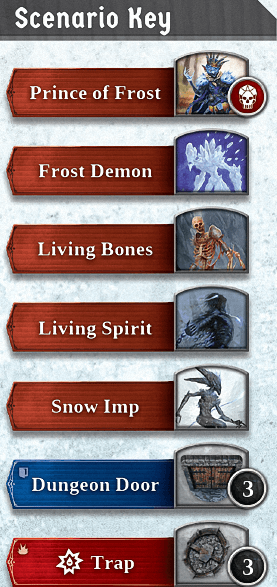 Scenario Key
Prince of Frost
Frost Demon
Living Bones
Living Spirit
Snow Imp
Dungeon Door 3
Trap 3